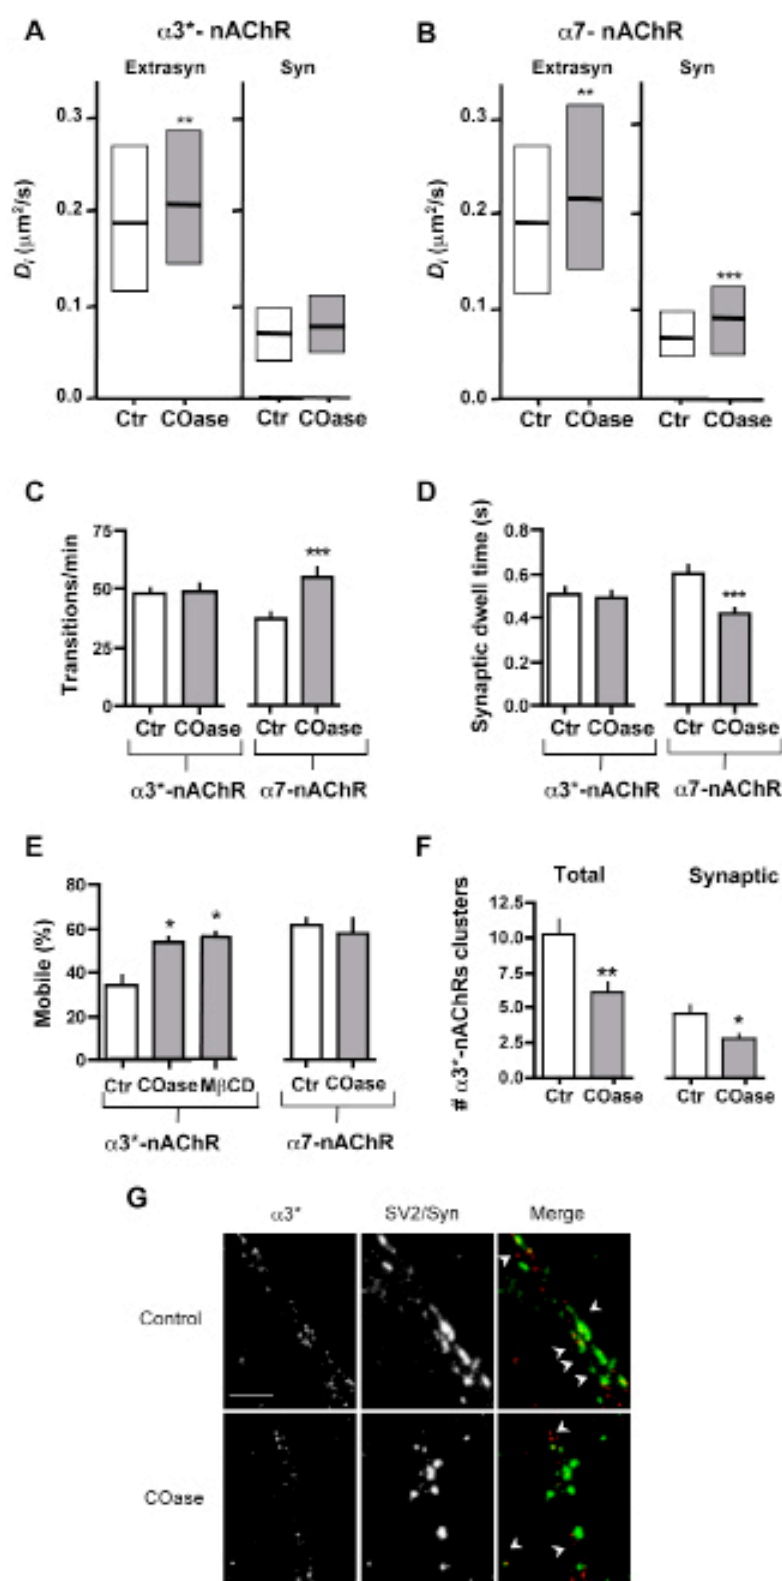 A α3*- nAChR
Extrasyn Syn
**
0.3
0.2
0.1
0.0
Di (μm²/s)
Ctr COase Ctr COase
B α7- nAChR
Extrasyn Syn
**
***
0.3
0.2
0.1
0.0
Di (μm²/s)
Ctr COase Ctr COase
C
Transitions/min
75
50
25
0
***
Ctr COase Ctr COase
α3*-nAChR α7-nAChR
D
Synaptic dwell time (s)
0.8
0.6
0.4
0.2
0.0
***
Ctr COase Ctr COase
α3*-nAChR α7-nAChR
E
Mobile (%)
80
60
40
20
0
* *
Ctr COase MβCD Ctr COase
α3*-nAChR α7-nAChR
F
Total Synaptic
# α3*-nAChRs clusters
12.5
10.0
7.5
5.0
2.5
0.0
**
*
Ctr COase Ctr COase
G
α3* SV2/Syn Merge
Control
COase